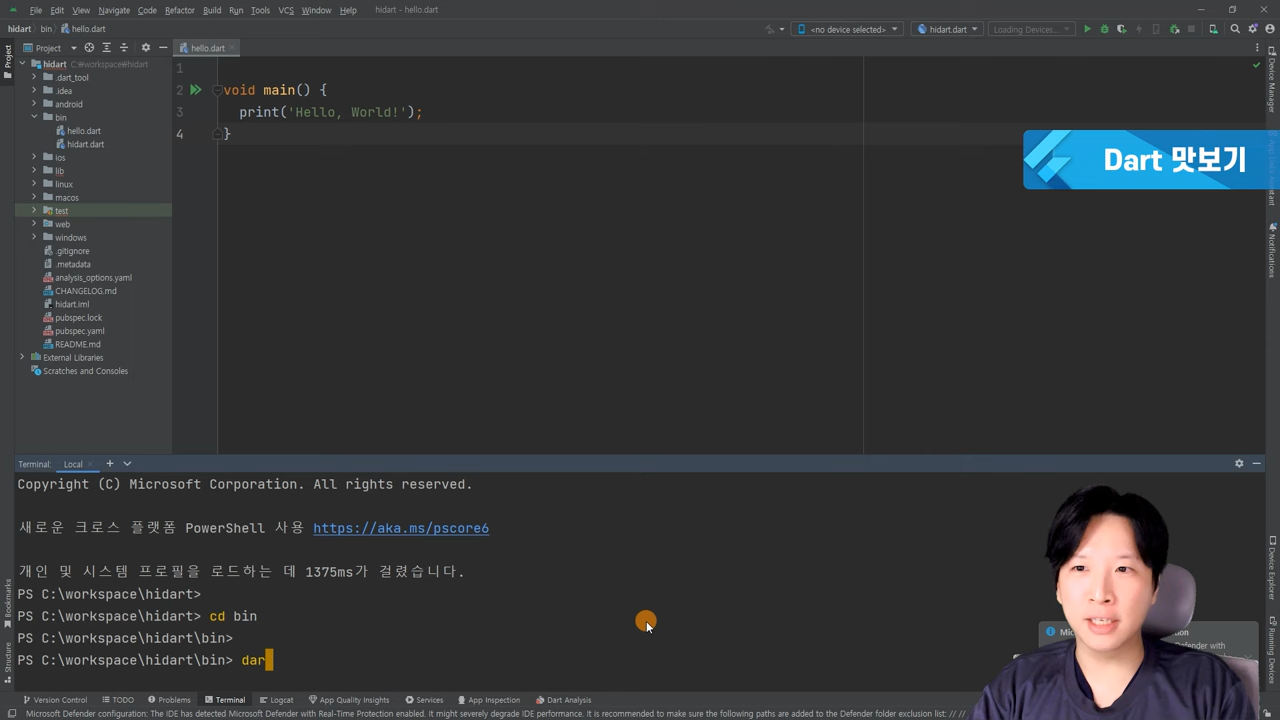 File Edit View Navigate Code Refactor Build Run Tools VCS Window Help hidart - hello.dart
hidart bin hello.dart
<no device selected> hidart.dart Loading Devices...
Project
Project
hello.dart
hidart C:\workspace\hidart
.dart_tool
.idea
android
bin
hello.dart
hidart.dart
ios
lib
linux
macos
test
web
windows
.gitignore
.metadata
analysis_options.yaml
CHANGELOG.md
hidart.iml
pubspec.lock
pubspec.yaml
README.md
External Libraries
Scratches and Consoles
1
2 void main() {
3 print('Hello, World!');
4 }
Dart 맛보기
Device Manager
Notifications
Device Explorer
Running Devices
Bookmarks
Structure
Terminal: Local
Copyright (C) Microsoft Corporation. All rights reserved.
새로운 크로스 플랫폼 PowerShell 사용 https://aka.ms/pscore6
개인 및 시스템 프로필을 로드하는 데 1375ms가 걸렸습니다.
PS C:\workspace\hidart>
PS C:\workspace\hidart> cd bin
PS C:\workspace\hidart\bin>
PS C:\workspace\hidart\bin> dar
Version Control TODO Problems Terminal Logcat App Quality Insights Services App Inspection Dart Analysis
Microsoft Defender configuration: The IDE has detected Microsoft Defender with Real-Time Protection enabled. It might severely degrade IDE performance. It is recommended to make sure the following paths are added to the Defender folder exclusion list: // //